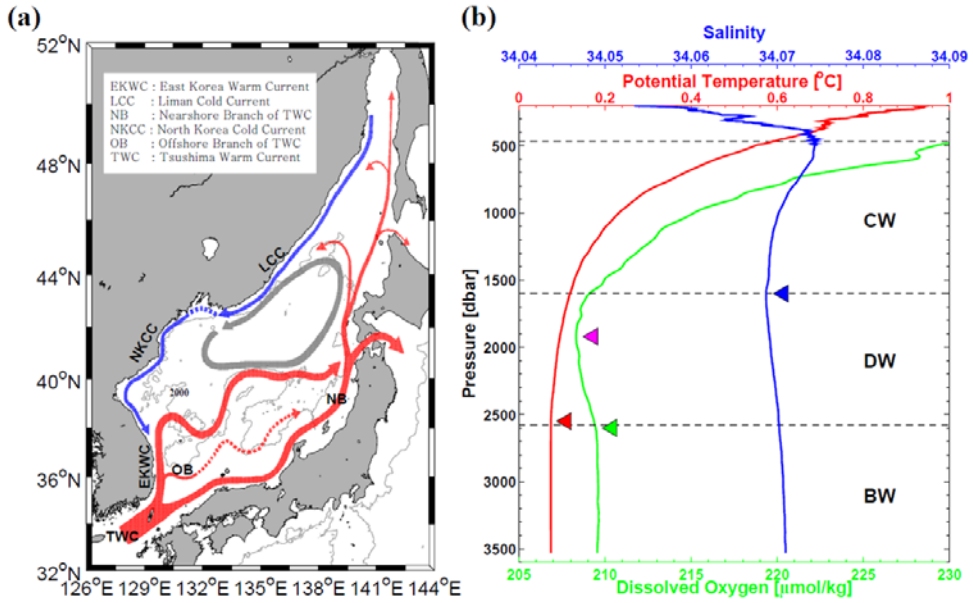 (a)
52°N
48°N
44°N
40°N
36°N
32°N
126°E 129°E 132°E 135°E 138°E 141°E 144°E
EKWC : East Korea Warm Current
LCC : Liman Cold Current
NB : Nearshore Branch of TWC
NKCC : North Korea Cold Current
OB : Offshore Branch of TWC
TWC : Tsushima Warm Current
LCC
NKCC
2000
NB
EKWC
OB
TWC
(b)
Salinity
34.04 34.05 34.06 34.07 34.08 34.09
Potential Temperature [°C]
0 0.2 0.4 0.6 0.8 1
Pressure [dbar]
500
1000
1500
2000
2500
3000
3500
CW
DW
BW
205 210 215 220 225 230
Dissolved Oxygen [μmol/kg]